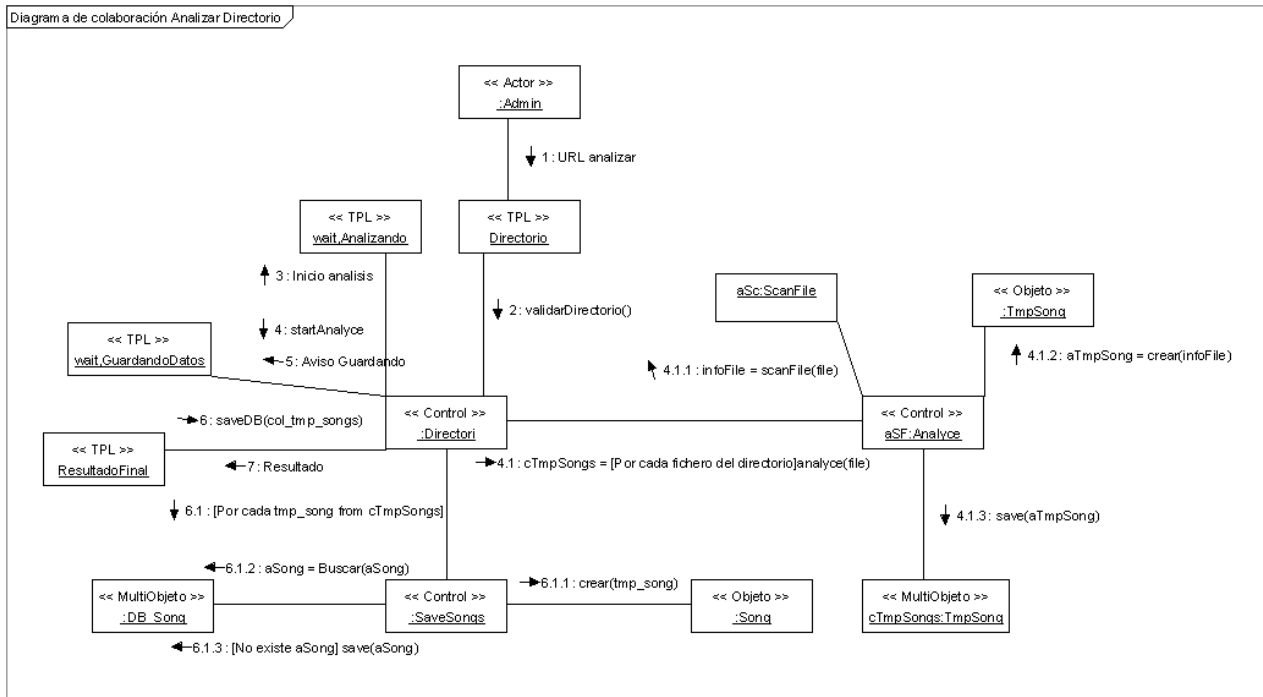 Diagrama de colaboración Analizar Directorio
<< Actor >>
:Admin
1 : URL analizar
<< TPL >>
wait,Analizando
<< TPL >>
Directorio
3 : Inicio analisis
aSc:ScanFile
<< Objeto >>
:TmpSong
2 : validarDirectorio()
4 : startAnalyce
<< TPL >>
wait,GuardandoDatos
5 : Aviso Guardando
4.1.1 : infoFile = scanFile(file)
4.1.2 : aTmpSong = crear(infoFile)
6 : saveDB(col_tmp_songs)
<< Control >>
:Directori
<< Control >>
aSF:Analyce
<< TPL >>
ResultadoFinal
7 : Resultado
4.1 : cTmpSongs = [Por cada fichero del directorio]analyce(file)
6.1 : [Por cada tmp_song from cTmpSongs]
4.1.3 : save(aTmpSong)
6.1.2 : aSong = Buscar(aSong)
6.1.1 : crear(tmp_song)
<< MultiObjeto >>
:DB_Song
<< Control >>
:SaveSongs
<< Objeto >>
:Song
<< MultiObjeto >>
cTmpSongs:TmpSong
6.1.3 : [No existe aSong] save(aSong)